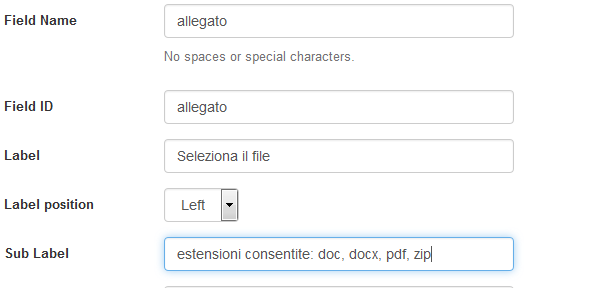 Field Name
allegato
No spaces or special characters.
Field ID
allegato
Label
Seleziona il file
Label position
Left
Sub Label
estensioni consentite: doc, docx, pdf, zip